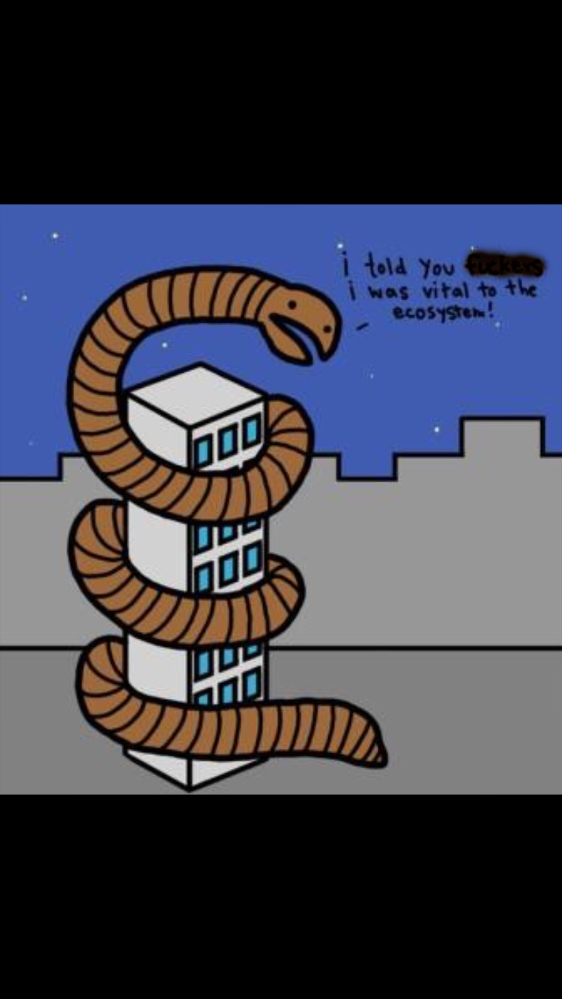 i told you fuckers
i was vital to the
ecosystem!